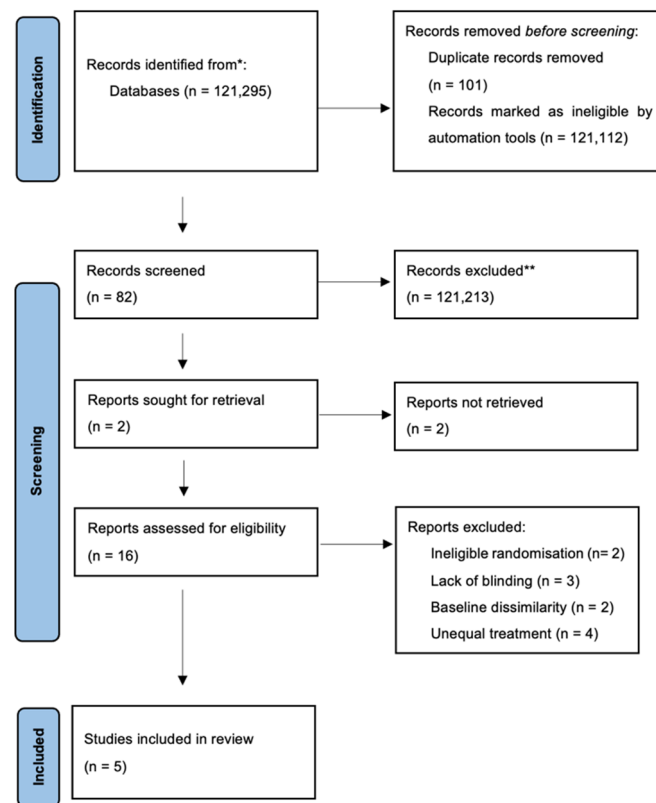 Identification
Records identified from*:
Databases (n = 121,295)
Records removed before screening:
Duplicate records removed
(n = 101)
Records marked as ineligible by
automation tools (n = 121,112)
Screening
Records screened
(n = 82)
Records excluded**
(n = 121,213)
Reports sought for retrieval
(n = 2)
Reports not retrieved
(n = 2)
Reports assessed for eligibility
(n = 16)
Reports excluded:
Ineligible randomisation (n= 2)
Lack of blinding (n = 3)
Baseline dissimilarity (n = 2)
Unequal treatment (n = 4)
Included
Studies included in review
(n = 5)